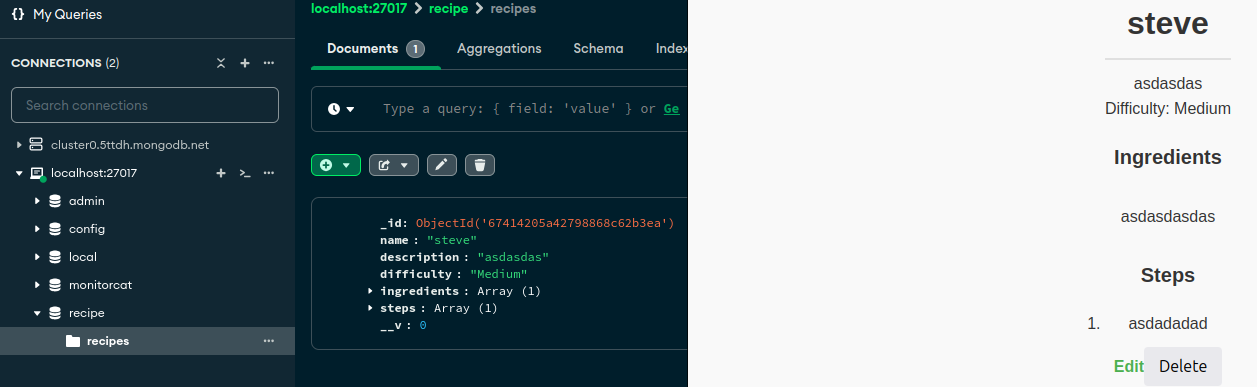 {} My Queries
CONNECTIONS (2)
Search connections
cluster0.5ttdh.mongodb.net
localhost:27017
admin
config
local
monitorcat
recipe
recipes
localhost:27017 > recipe > recipes
Documents 1 Aggregations Schema Index
Type a query: { field: 'value' } or Ge
_id: ObjectId('67414205a42798868c62b3ea')
name : "steve"
description : "asdasdas"
difficulty : "Medium"
ingredients : Array (1)
steps : Array (1)
__v : 0
steve
asdasdas
Difficulty: Medium
Ingredients
asdasdasdas
Steps
1. asdadadad
Edit Delete